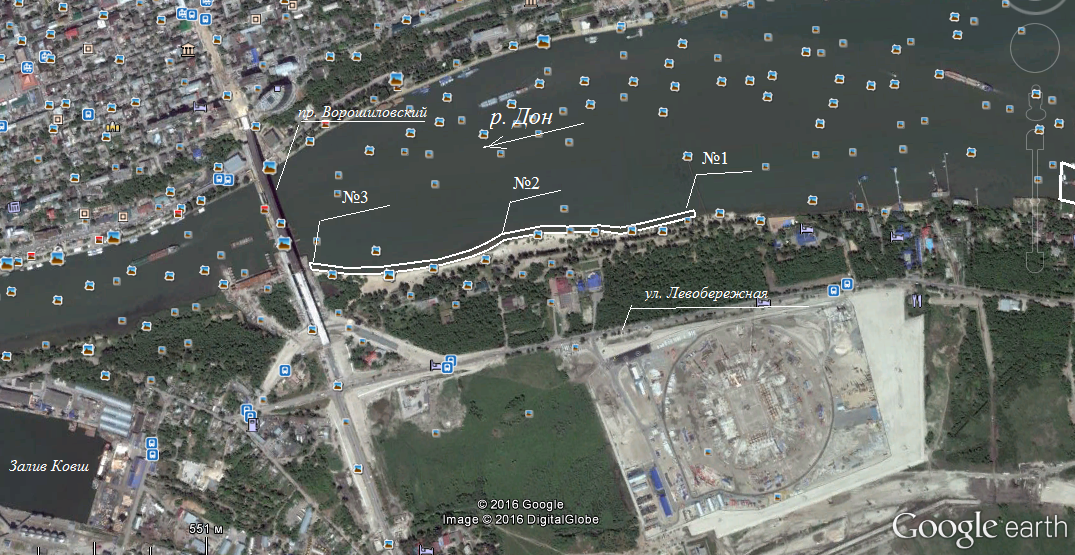 пр. Ворошиловский
р. Дон
№1
№2
№3
ул. Левобережная
Залив Ковш
© 2016 Google
Image © 2016 DigitalGlobe
551 м
Google earth